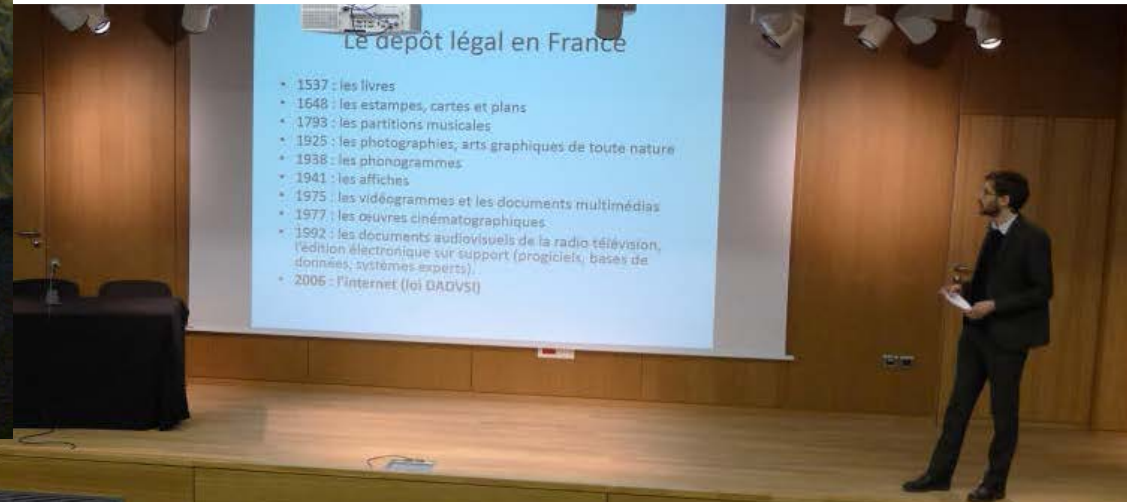 Le dépôt légal en France
• 1537 : les livres
• 1648 : les estampes, cartes et plans
• 1793 : les partitions musicales
• 1925 : les photographies, arts graphiques de toute nature
• 1938 : les phonogrammes
• 1941 : les affiches
• 1975 : les vidéogrammes et les documents multimédias
• 1977 : les œuvres cinématographiques
• 1992 : les documents audiovisuels de la radio télévision,
l'édition électronique sur support (progiciels, bases de
données, systèmes experts).
• 2006 : l'internet (loi DADVSI)